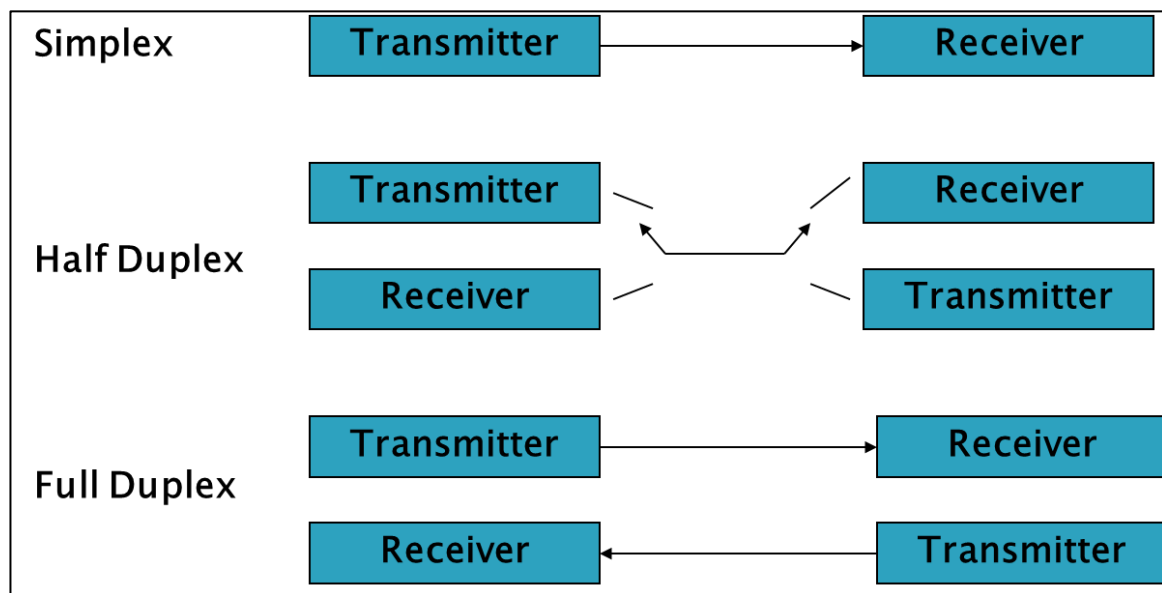 Simplex Transmitter Receiver
Transmitter Receiver
Half Duplex
Receiver Transmitter
Transmitter Receiver
Full Duplex
Receiver Transmitter